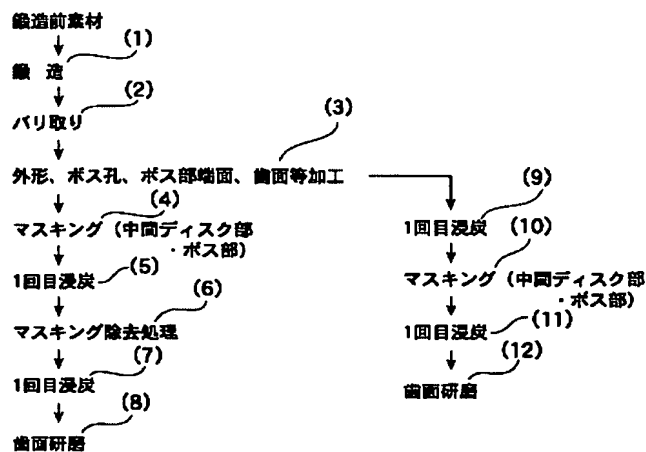 鍛造前素材
(1)
鍛 造
(2)
バリ取り
(3)
外形、ボス孔、ボス部端面、歯面等加工
(4)
マスキング(中間ディスク部
・ボス部)
(5)
1回目浸炭
(6)
マスキング除去処理
(7)
1回目浸炭
(8)
歯面研磨
(9)
1回目浸炭
(10)
マスキング(中間ディスク部
・ボス部)
(11)
1回目浸炭
(12)
歯面研磨